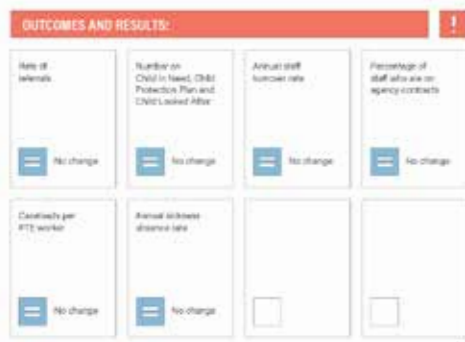 OUTCOMES AND RESULTS:
!
Rate of
referrals
Number on
Child in Need, Child
Protection Plan and
Child Looked After
Annual staff
turnover rate
Percentage of
staff who are on
agency contracts
= No change
= No change
= No change
= No change
Caseloads per
FTE worker
Annual sickness
absence rate
= No change
= No change